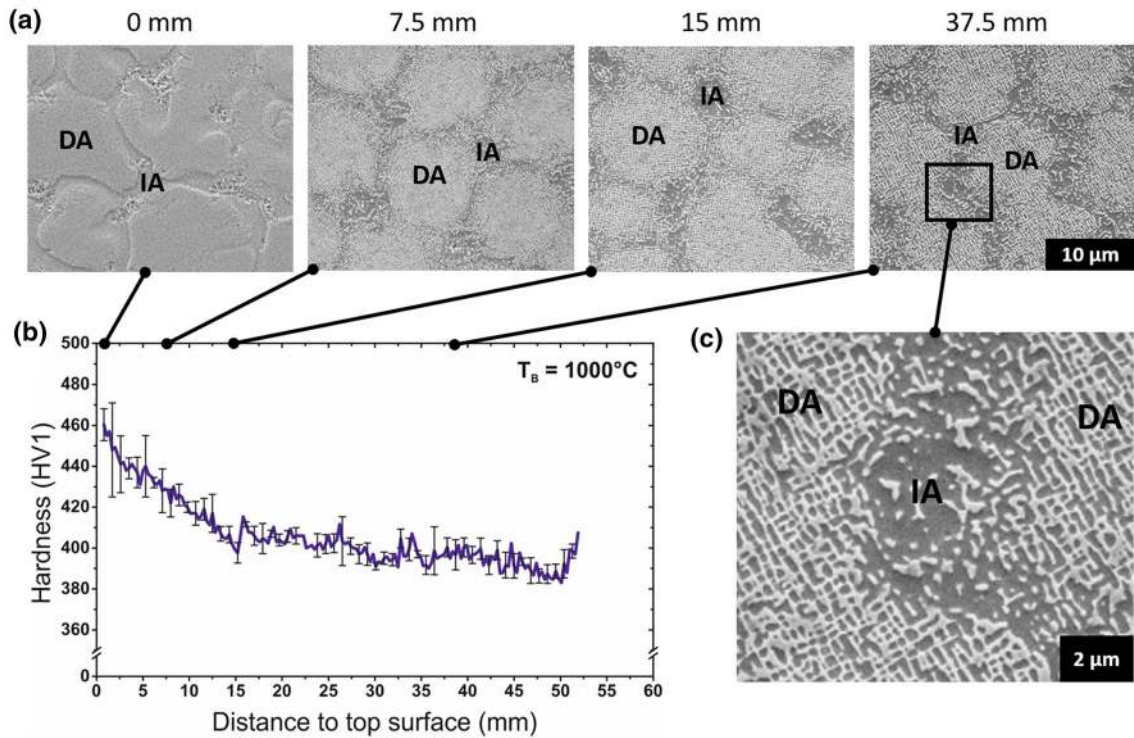 (a)
0 mm
7.5 mm
15 mm
37.5 mm
DA
IA
DA
IA
DA
IA
IA
DA
10 µm
(b)
500
480
460
440
420
400
380
360
0
Hardness (HV1)
T_B = 1000°C
0 5 10 15 20 25 30 35 40 45 50 55 60
Distance to top surface (mm)
(c)
DA
DA
IA
2 µm